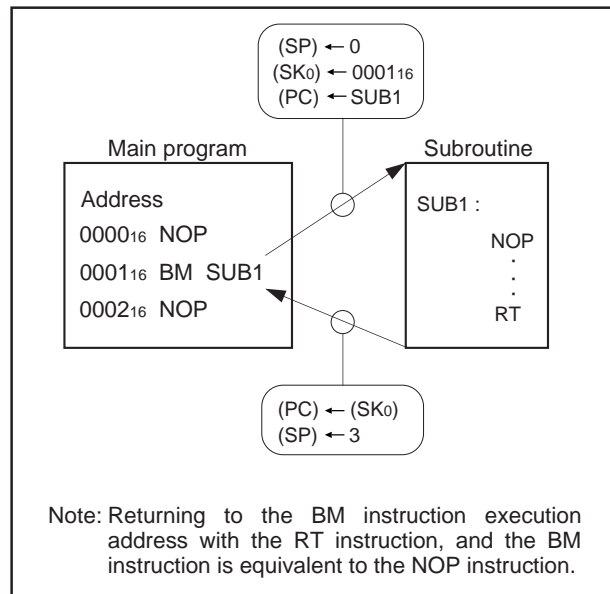 (SP) ← 0
(SK0) ← 000116
(PC) ← SUB1
Main program
Subroutine
Address
000016 NOP
000116 BM SUB1
000216 NOP
SUB1 :
NOP
·
·
·
RT
(PC) ← (SK0)
(SP) ← 3
Note: Returning to the BM instruction execution
address with the RT instruction, and the BM
instruction is equivalent to the NOP instruction.